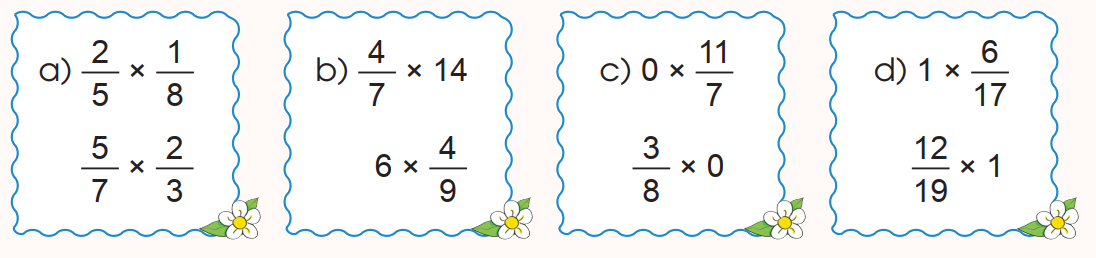 a) 2/5 × 1/8
5/7 × 2/3
b) 4/7 × 14
6 × 4/9
c) 0 × 11/7
3/8 × 0
d) 1 × 6/17
12/19 × 1